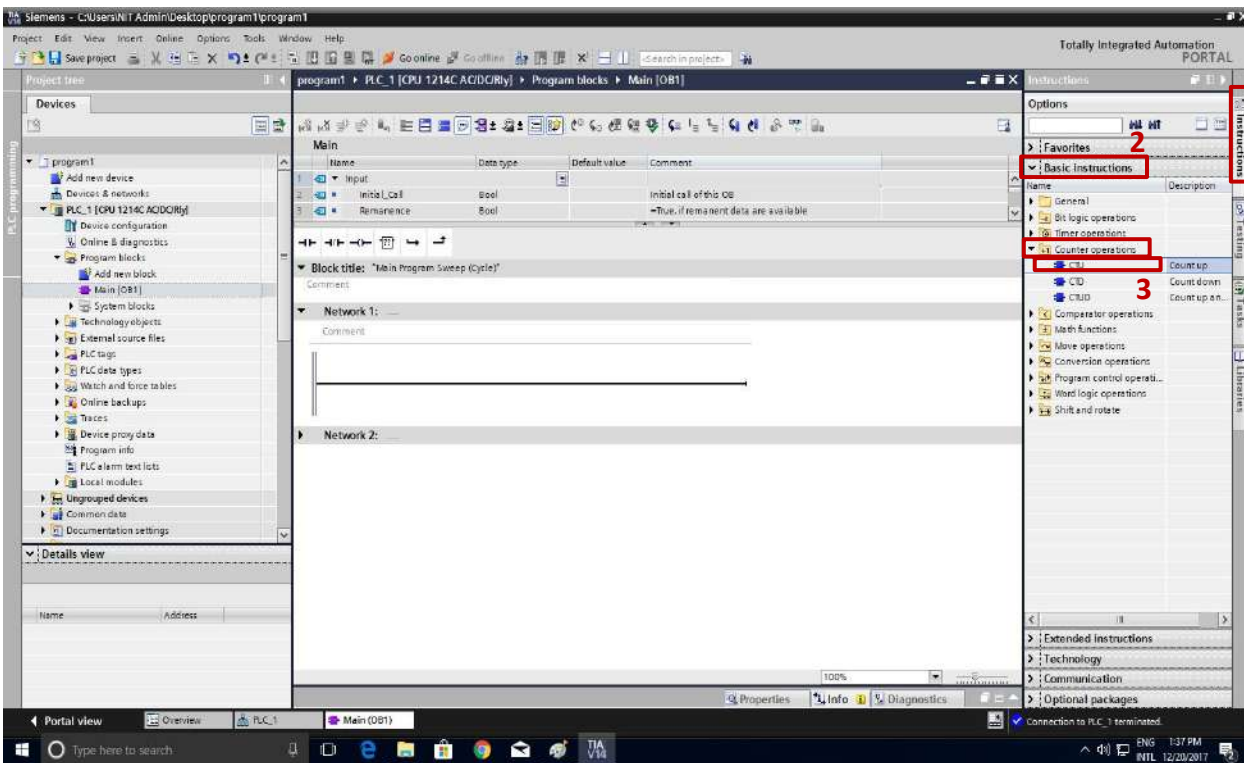 TIA V14 Siemens - C:\Users\NIT Admin\Desktop\program1\program1
Project Edit View Insert Online Options Tools Window Help
Totally Integrated Automation
PORTAL
Save project Go online Go offline <Search in project>
Project tree
program1 ▸ PLC_1 [CPU 1214C AC/DC/Rly] ▸ Program blocks ▸ Main [OB1]
Instructions
Devices
Options
2
Main
Favorites
Name Data type Default value Comment
Basic instructions
1 Input
2 Initial_Call Bool Initial call of this OB
3 Remanence Bool =True, if remanent data are available
Name Description
General
Bit logic operations
Timer operations
Counter operations
CTU Count up
CTD Count down
3
CTUD Count up an...
Comparator operations
Math functions
Move operations
Conversion operations
Program control operati...
Word logic operations
Shift and rotate
program1
Add new device
Devices & networks
PLC_1 [CPU 1214C AC/DC/Rly]
Device configuration
Online & diagnostics
Program blocks
Add new block
Main [OB1]
System blocks
Technology objects
External source files
PLC tags
PLC data types
Watch and force tables
Online backups
Traces
Device proxy data
Program info
PLC alarm text lists
Local modules
Ungrouped devices
Common data
Documentation settings
Block title: "Main Program Sweep (Cycle)"
Comment
Network 1: ......
Comment
Network 2: ......
Details view
Name Address
Extended instructions
Technology
Communication
Optional packages
100%
Properties Info Diagnostics
Instructions
Testing
Tasks
Libraries
PLC programming
Portal view Overview PLC_1 Main (OB1)
Connection to PLC_1 terminated.
Type here to search
TIA V14
ENG 1:37 PM
INTL 12/20/2017
2